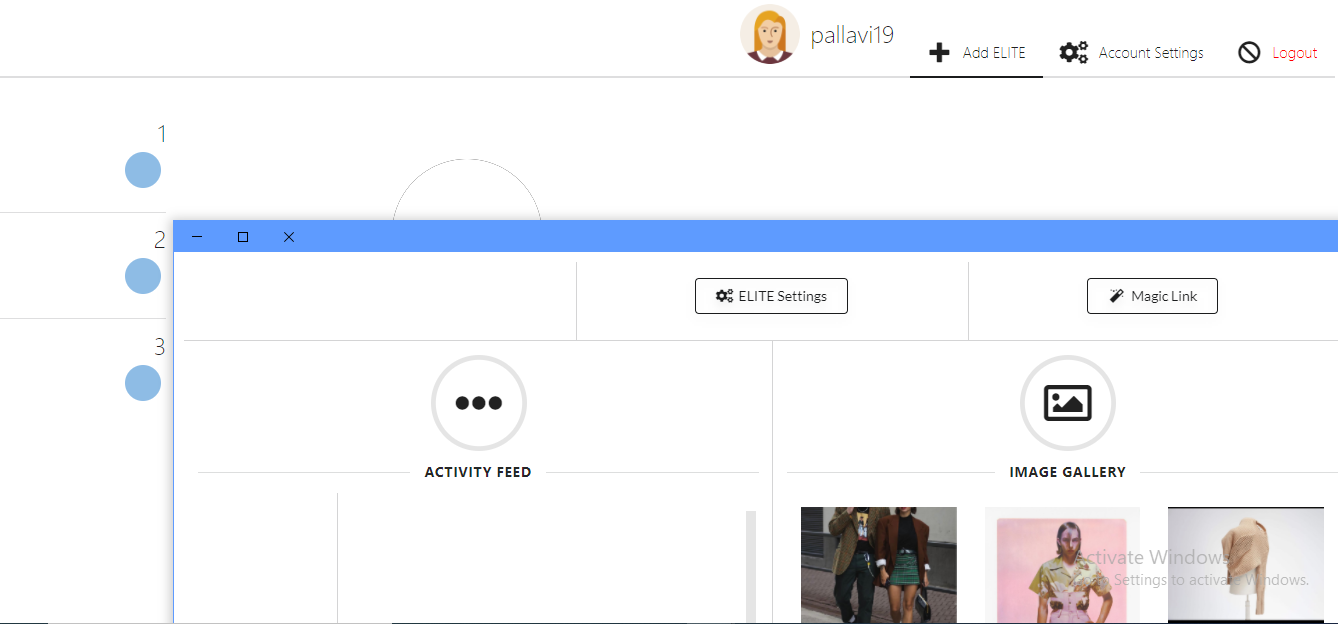 pallavi19
Add ELITE
Account Settings
Logout
1
2
3
ELITE Settings
Magic Link
ACTIVITY FEED
IMAGE GALLERY
Activate Windows
Go to Settings to activate Windows.